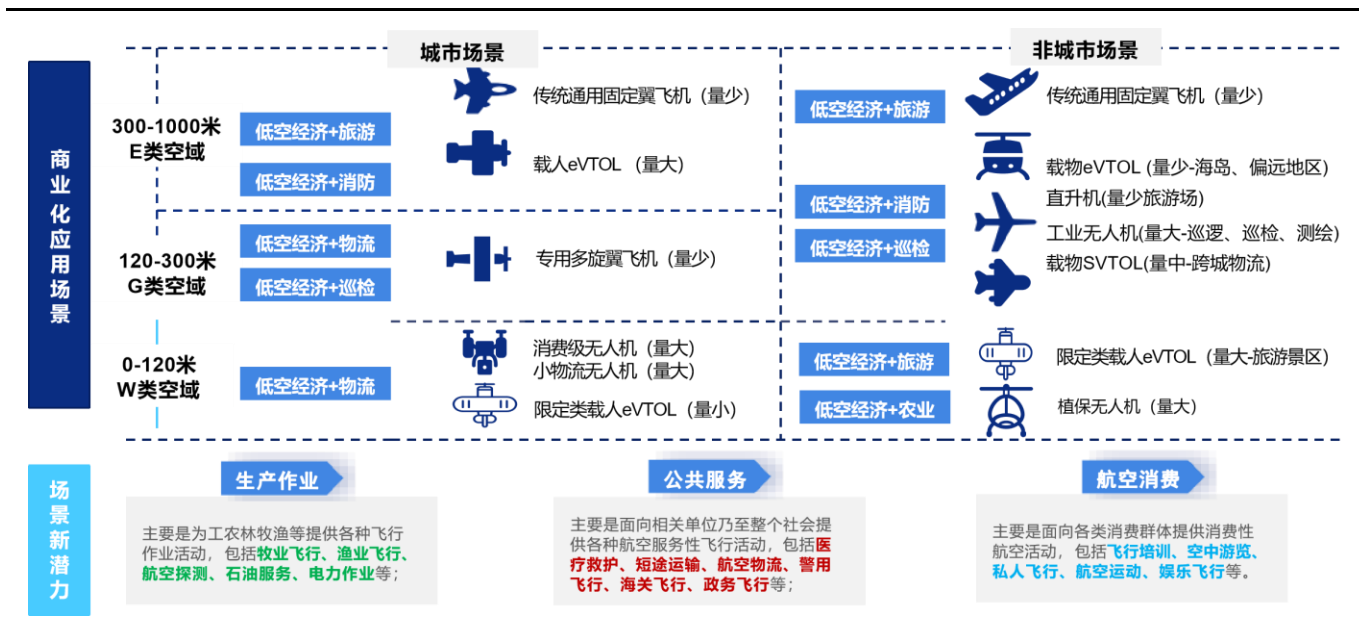 城市场景
非城市场景
商业化应用场景
300-1000米
E类空域
低空经济+旅游
低空经济+消防
传统通用固定翼飞机（量少）
载人eVTOL（量大）
120-300米
G类空域
低空经济+物流
低空经济+巡检
专用多旋翼飞机（量少）
0-120米
W类空域
低空经济+物流
消费级无人机（量大）
小物流无人机（量大）
限定类载人eVTOL（量小）
低空经济+旅游
传统通用固定翼飞机（量少）
低空经济+消防
低空经济+巡检
载物eVTOL (量少-海岛、偏远地区)
直升机(量少旅游场)
工业无人机(量大-巡逻、巡检、测绘)
载物SVTOL(量中-跨城物流)
低空经济+旅游
低空经济+农业
限定类载人eVTOL（量大-旅游景区）
植保无人机（量大）
场景新潜力
生产作业
主要是为工农林牧渔等提供各种飞行
作业活动，包括牧业飞行、渔业飞行、
航空探测、石油服务、电力作业等；
公共服务
主要是面向相关单位乃至整个社会提
供各种航空服务性飞行活动，包括医
疗救护、短途运输、航空物流、警用
飞行、海关飞行、政务飞行等；
航空消费
主要是面向各类消费群体提供消费性
航空活动，包括飞行培训、空中游览、
私人飞行、航空运动、娱乐飞行等。